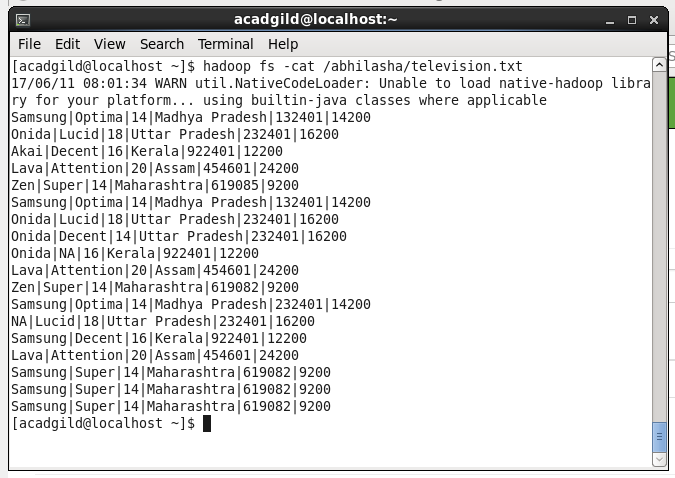 acadgild@localhost:~
File Edit View Search Terminal Help
[acadgild@localhost ~]$ hadoop fs -cat /abhilasha/television.txt
17/06/11 08:01:34 WARN util.NativeCodeLoader: Unable to load native-hadoop libra
ry for your platform... using builtin-java classes where applicable
Samsung|Optima|14|Madhya Pradesh|132401|14200
Onida|Lucid|18|Uttar Pradesh|232401|16200
Akai|Decent|16|Kerala|922401|12200
Lava|Attention|20|Assam|454601|24200
Zen|Super|14|Maharashtra|619085|9200
Samsung|Optima|14|Madhya Pradesh|132401|14200
Onida|Lucid|18|Uttar Pradesh|232401|16200
Onida|Decent|14|Uttar Pradesh|232401|16200
Onida|NA|16|Kerala|922401|12200
Lava|Attention|20|Assam|454601|24200
Zen|Super|14|Maharashtra|619082|9200
Samsung|Optima|14|Madhya Pradesh|232401|14200
NA|Lucid|18|Uttar Pradesh|232401|16200
Samsung|Decent|16|Kerala|922401|12200
Lava|Attention|20|Assam|454601|24200
Samsung|Super|14|Maharashtra|619082|9200
Samsung|Super|14|Maharashtra|619082|9200
Samsung|Super|14|Maharashtra|619082|9200
[acadgild@localhost ~]$